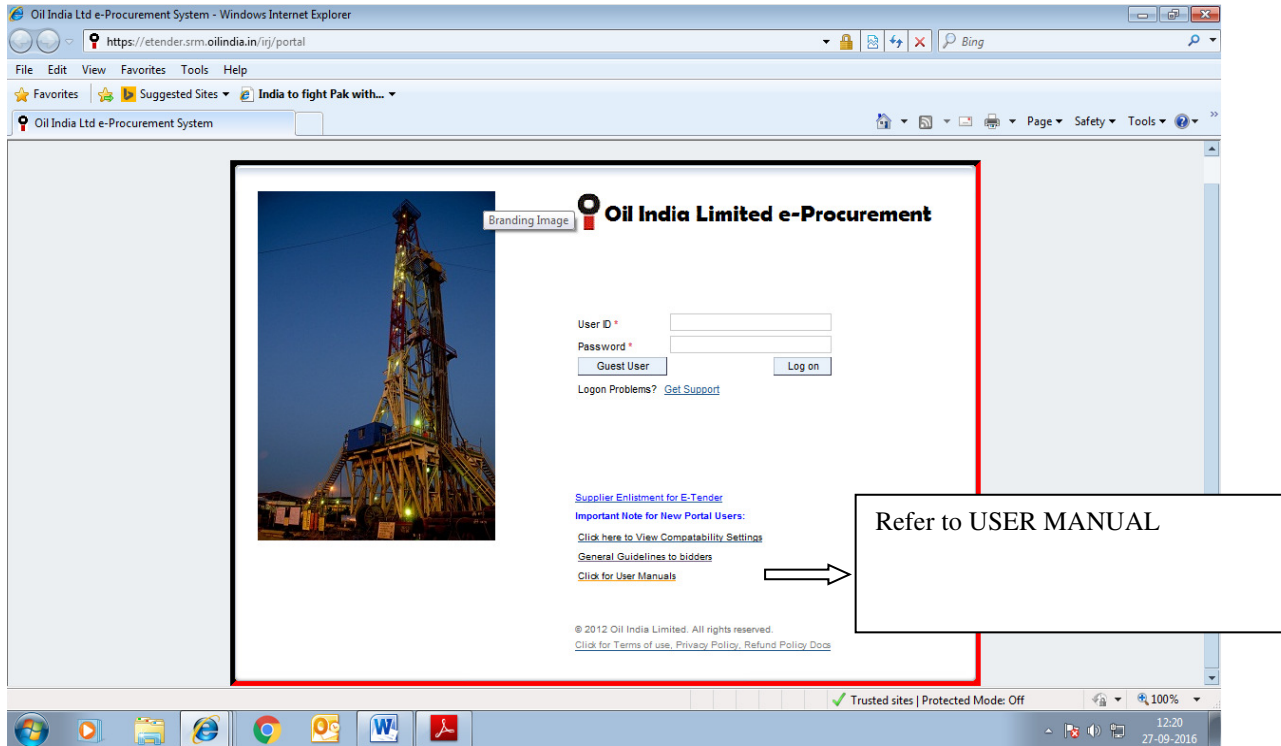 Oil India Ltd e-Procurement System - Windows Internet Explorer
https://etender.srm.oilindia.in/irj/portal
Bing
File Edit View Favorites Tools Help
Favorites Suggested Sites India to fight Pak with...
Oil India Ltd e-Procurement System
Page Safety Tools
Branding Image
Oil India Limited e-Procurement
User ID *
Password *
Guest User Log on
Logon Problems? Get Support
Supplier Enlistment for E-Tender
Important Note for New Portal Users:
Click here to View Compatability Settings
General Guidelines to bidders
Click for User Manuals
Refer to USER MANUAL
© 2012 Oil India Limited. All rights reserved.
Click for Terms of use, Privacy Policy, Refund Policy Docs
Trusted sites | Protected Mode: Off
100%
12:20
27-09-2016